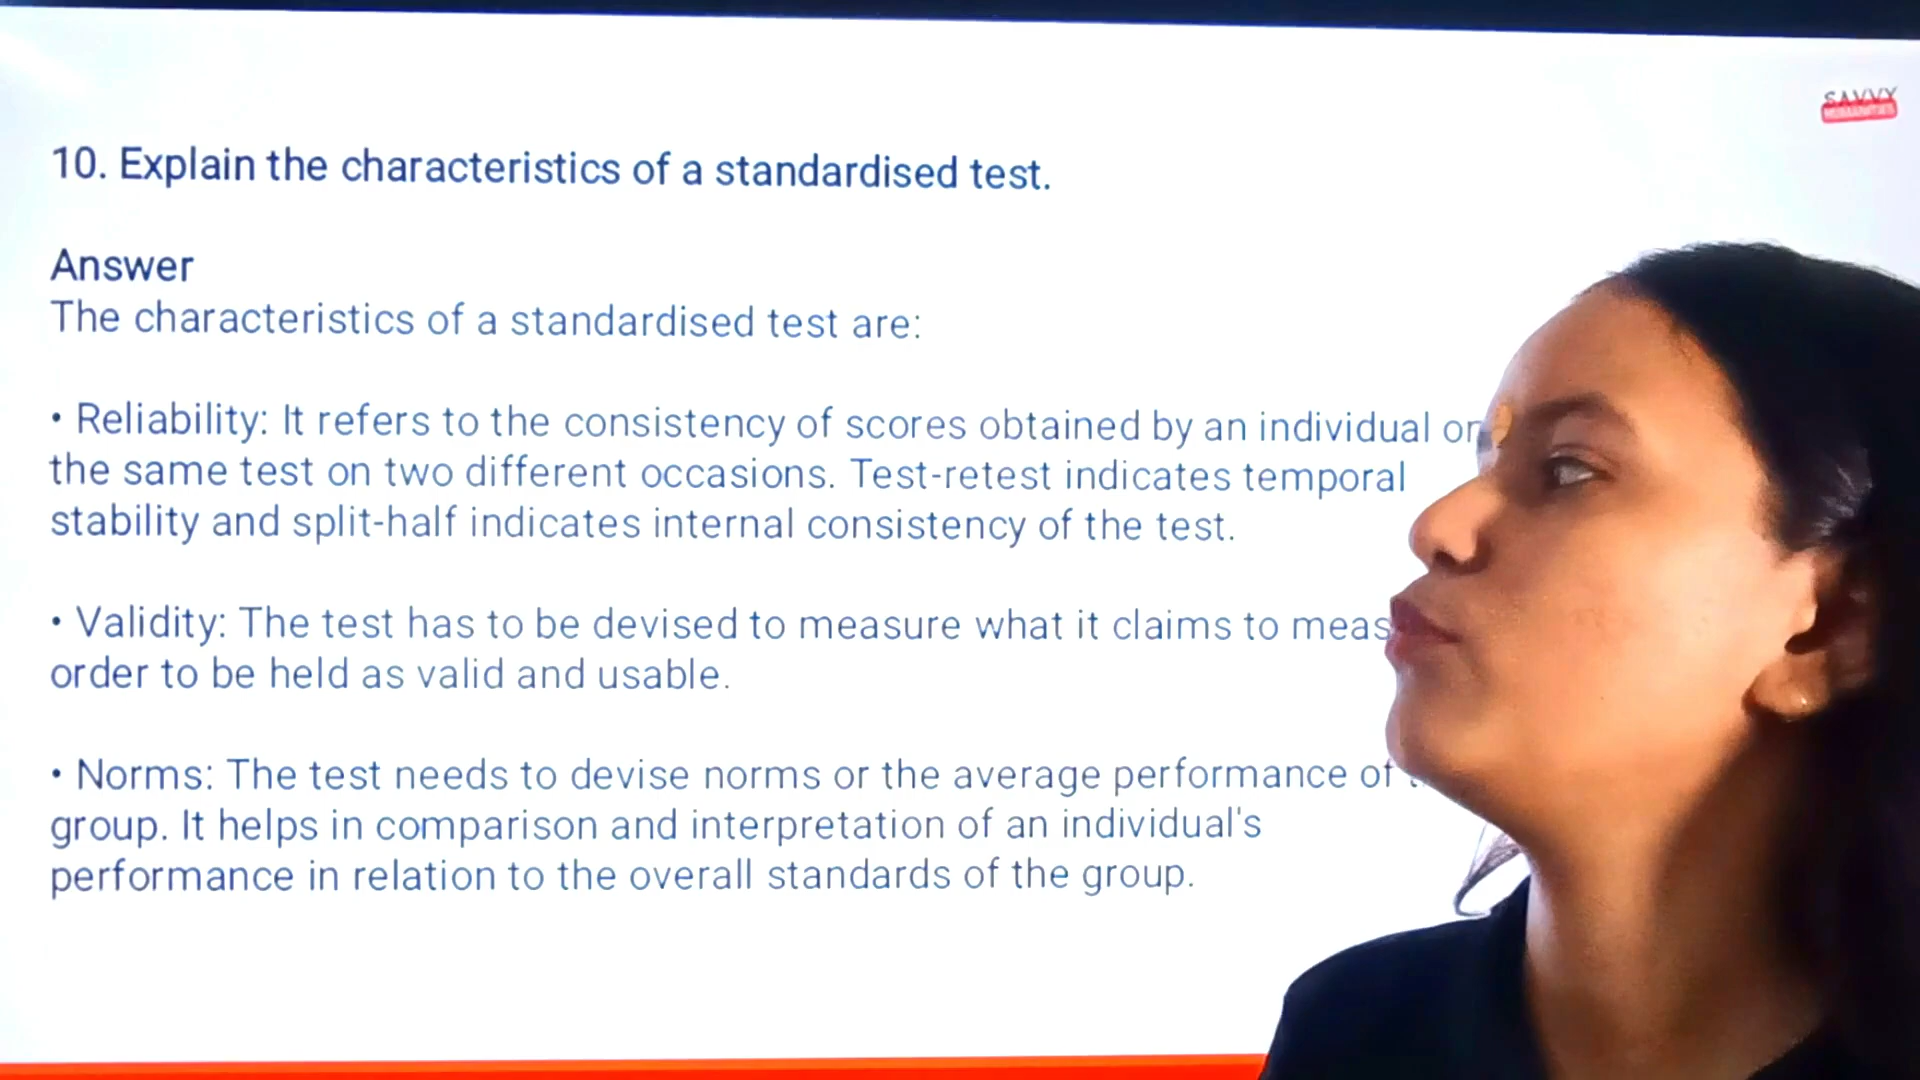 SAVVY
10. Explain the characteristics of a standardised test.
Answer
The characteristics of a standardised test are:
• Reliability: It refers to the consistency of scores obtained by an individual
the same test on two different occasions. Test-retest indicates temporal
stability and split-half indicates internal consistency of the test.
• Validity: The test has to be devised to measure what it claims to
order to be held as valid and usable.
• Norms: The test needs to devise norms or the average performance of
group. It helps in comparison and interpretation of an individual's
performance in relation to the overall standards of the group.